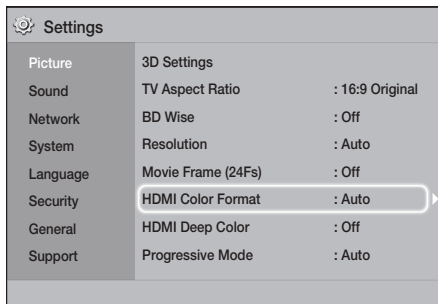 Settings
Picture
Sound
Network
System
Language
Security
General
Support
3D Settings
TV Aspect Ratio : 16:9 Original
BD Wise : Off
Resolution : Auto
Movie Frame (24Fs) : Off
HDMI Color Format : Auto
HDMI Deep Color : Off
Progressive Mode : Auto